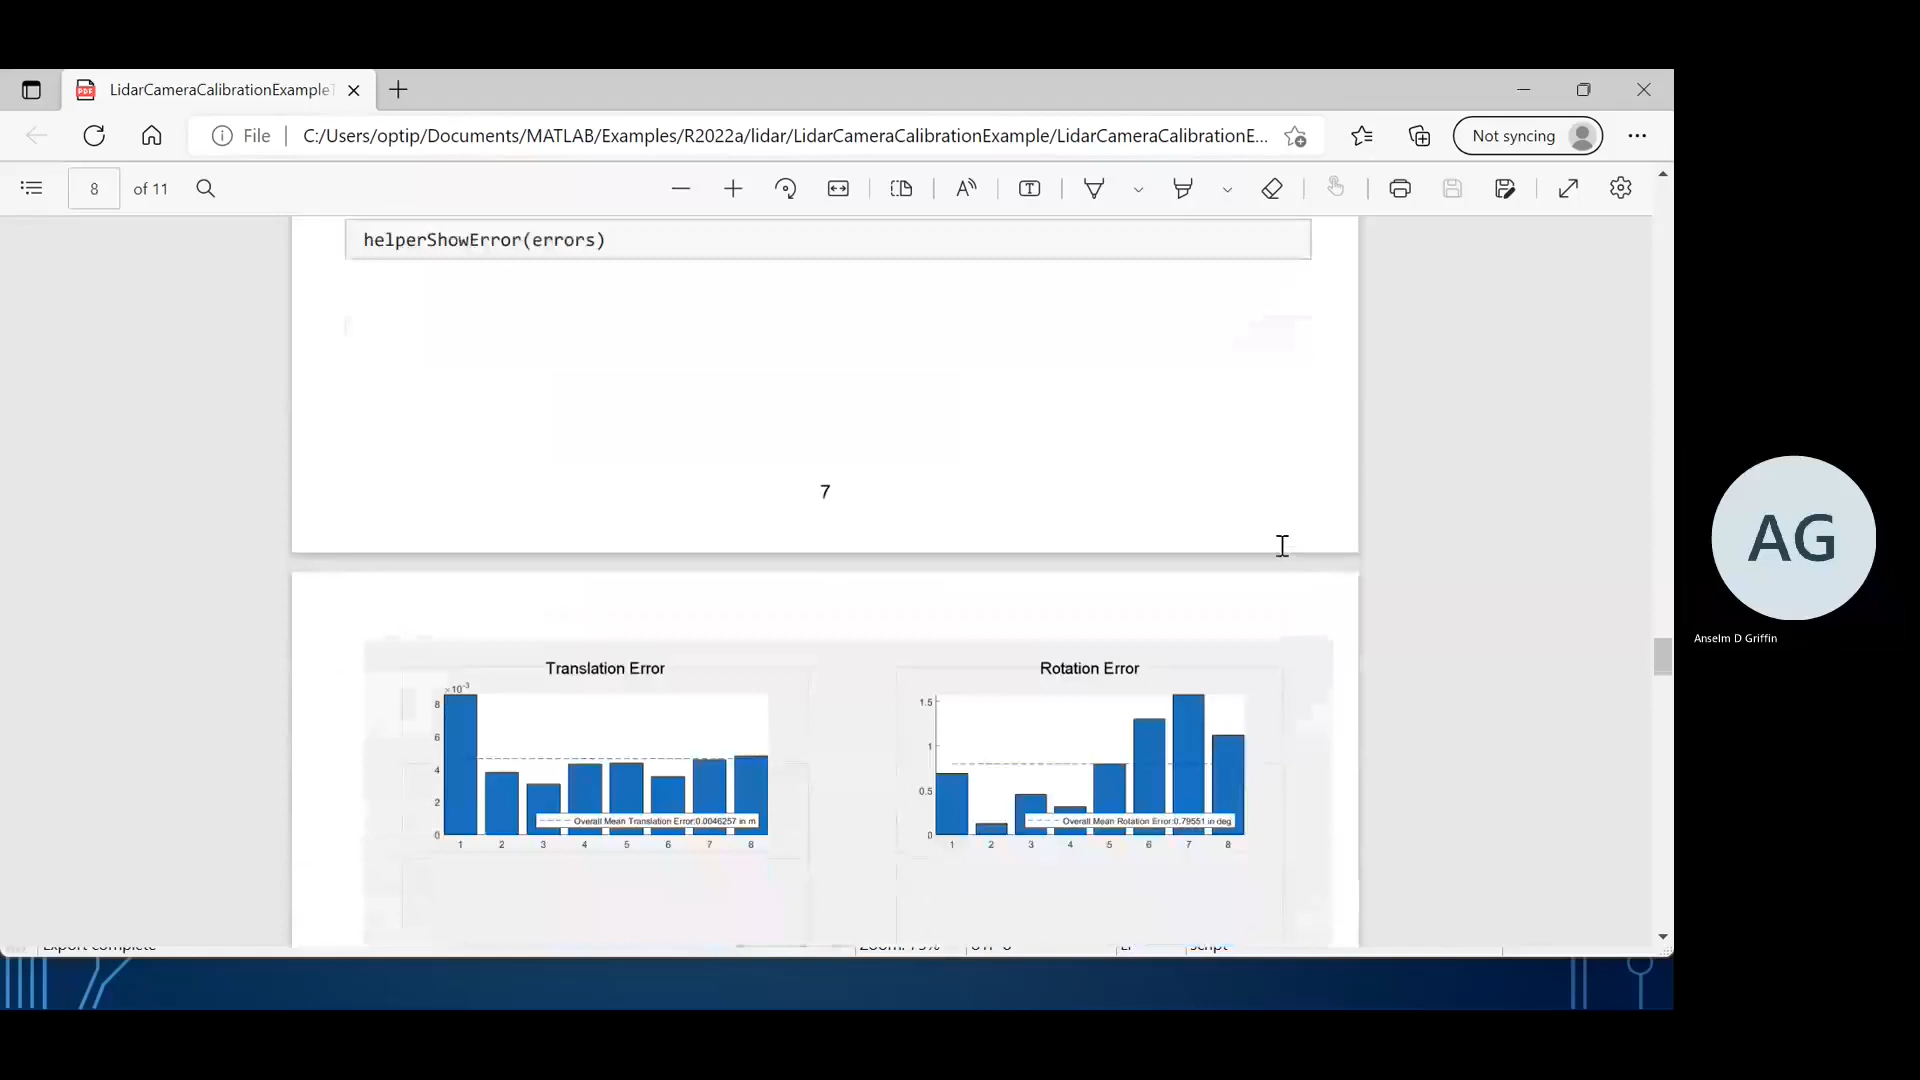 LidarCameraCalibrationExample
File
C:/Users/optip/Documents/MATLAB/Examples/R2022a/lidar/LidarCameraCalibrationExample/LidarCameraCalibrationE...
Not syncing
8 of 11
helperShowError(errors)
7
Translation Error
×10⁻³
8
6
4
2
0
1 2 3 4 5 6 7 8
Overall Mean Translation Error:0.0046257 in m
Rotation Error
1.5
1
0.5
0
1 2 3 4 5 6 7 8
Overall Mean Rotation Error:0.79551 in deg
AG
Anselm D Griffin
Export complete